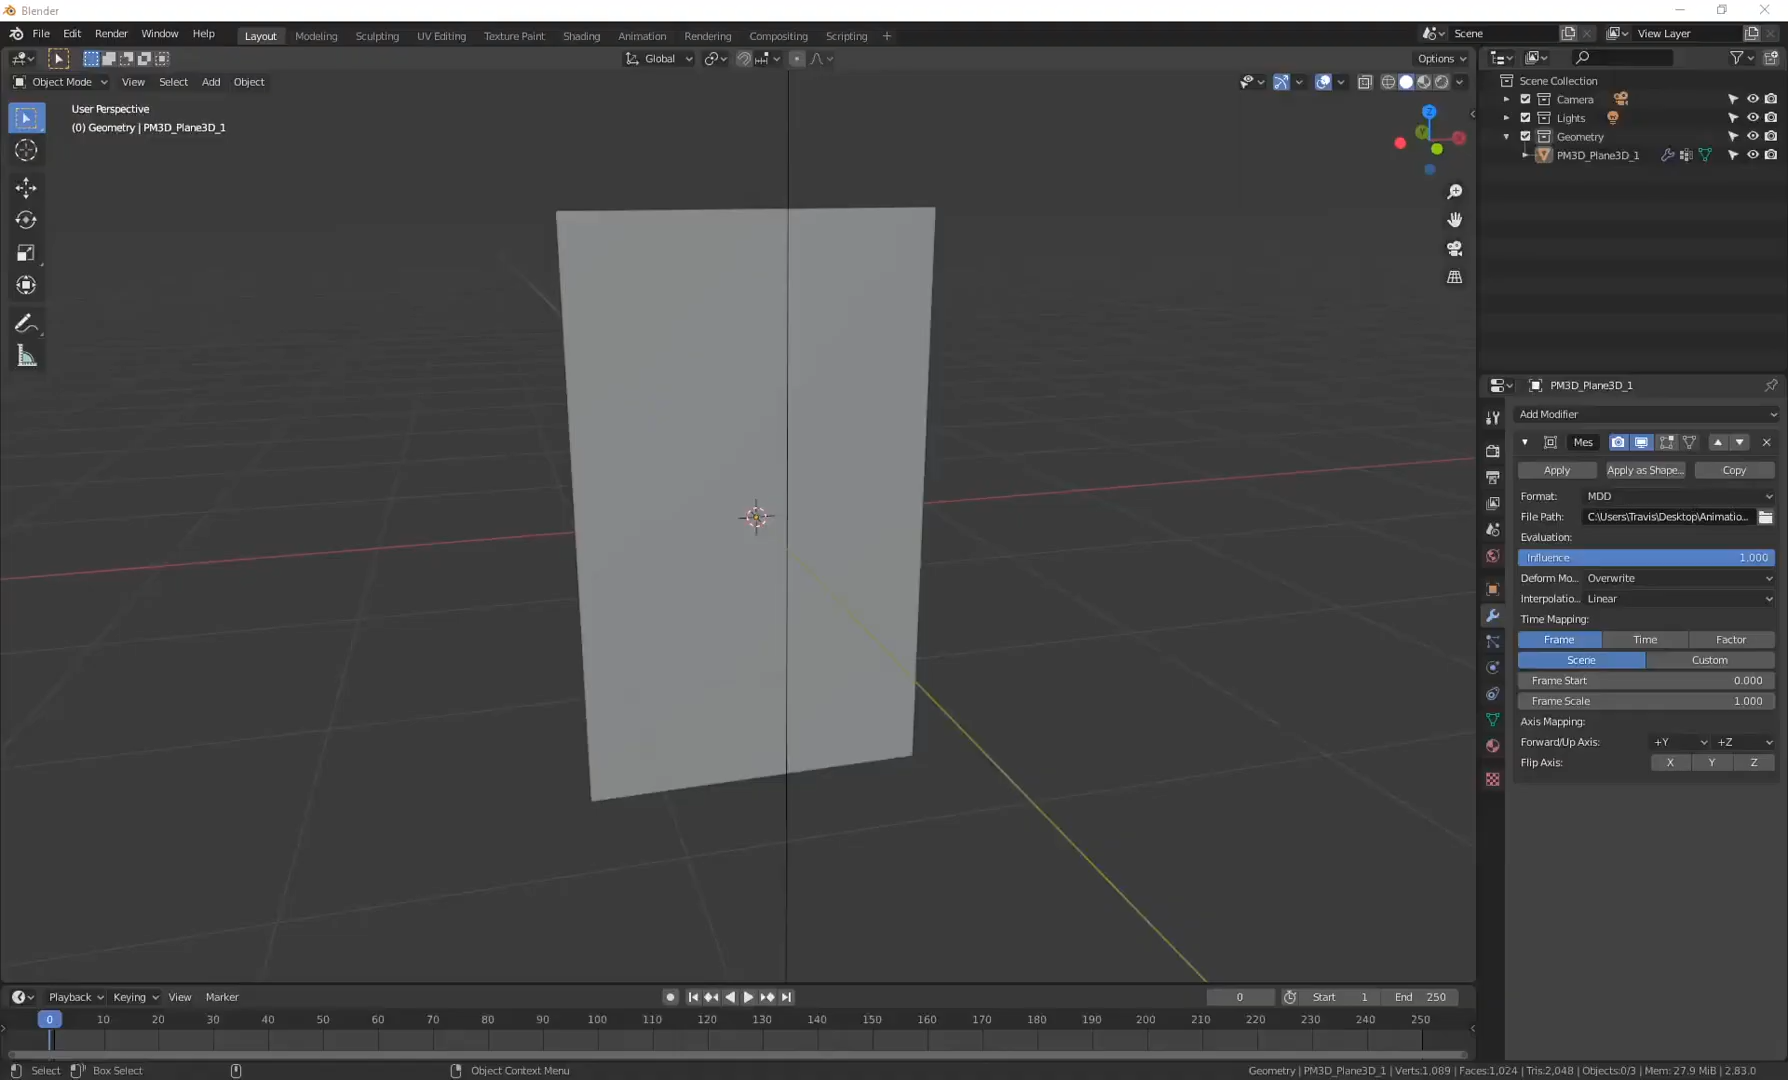 Blender
File Edit Render Window Help
Layout Modeling Sculpting UV Editing Texture Paint Shading Animation Rendering Compositing Scripting +
Scene
View Layer
Global
Options
Object Mode View Select Add Object
User Perspective
(0) Geometry | PM3D_Plane3D_1
Z
Y
X
Scene Collection
Camera
Lights
Geometry
PM3D_Plane3D_1
PM3D_Plane3D_1
Add Modifier
Mes
Apply Apply as Shape... Copy
Format: MDD
File Path: C:\Users\Travis\Desktop\Animatio...
Evaluation:
Influence 1.000
Deform Mo... Overwrite
Interpolatio... Linear
Time Mapping:
Frame Time Factor
Scene Custom
Frame Start 0.000
Frame Scale 1.000
Axis Mapping:
Forward/Up Axis: +Y +Z
Flip Axis: X Y Z
Playback Keying View Marker
0 Start 1 End 250
0 10 20 30 40 50 60 70 80 90 100 110 120 130 140 150 160 170 180 190 200 210 220 230 240 250
Select Box Select Object Context Menu
Geometry | PM3D_Plane3D_1 | Verts:1,089 | Faces:1,024 | Tris:2,048 | Objects:0/3 | Mem: 27.9 MiB | 2.83.0